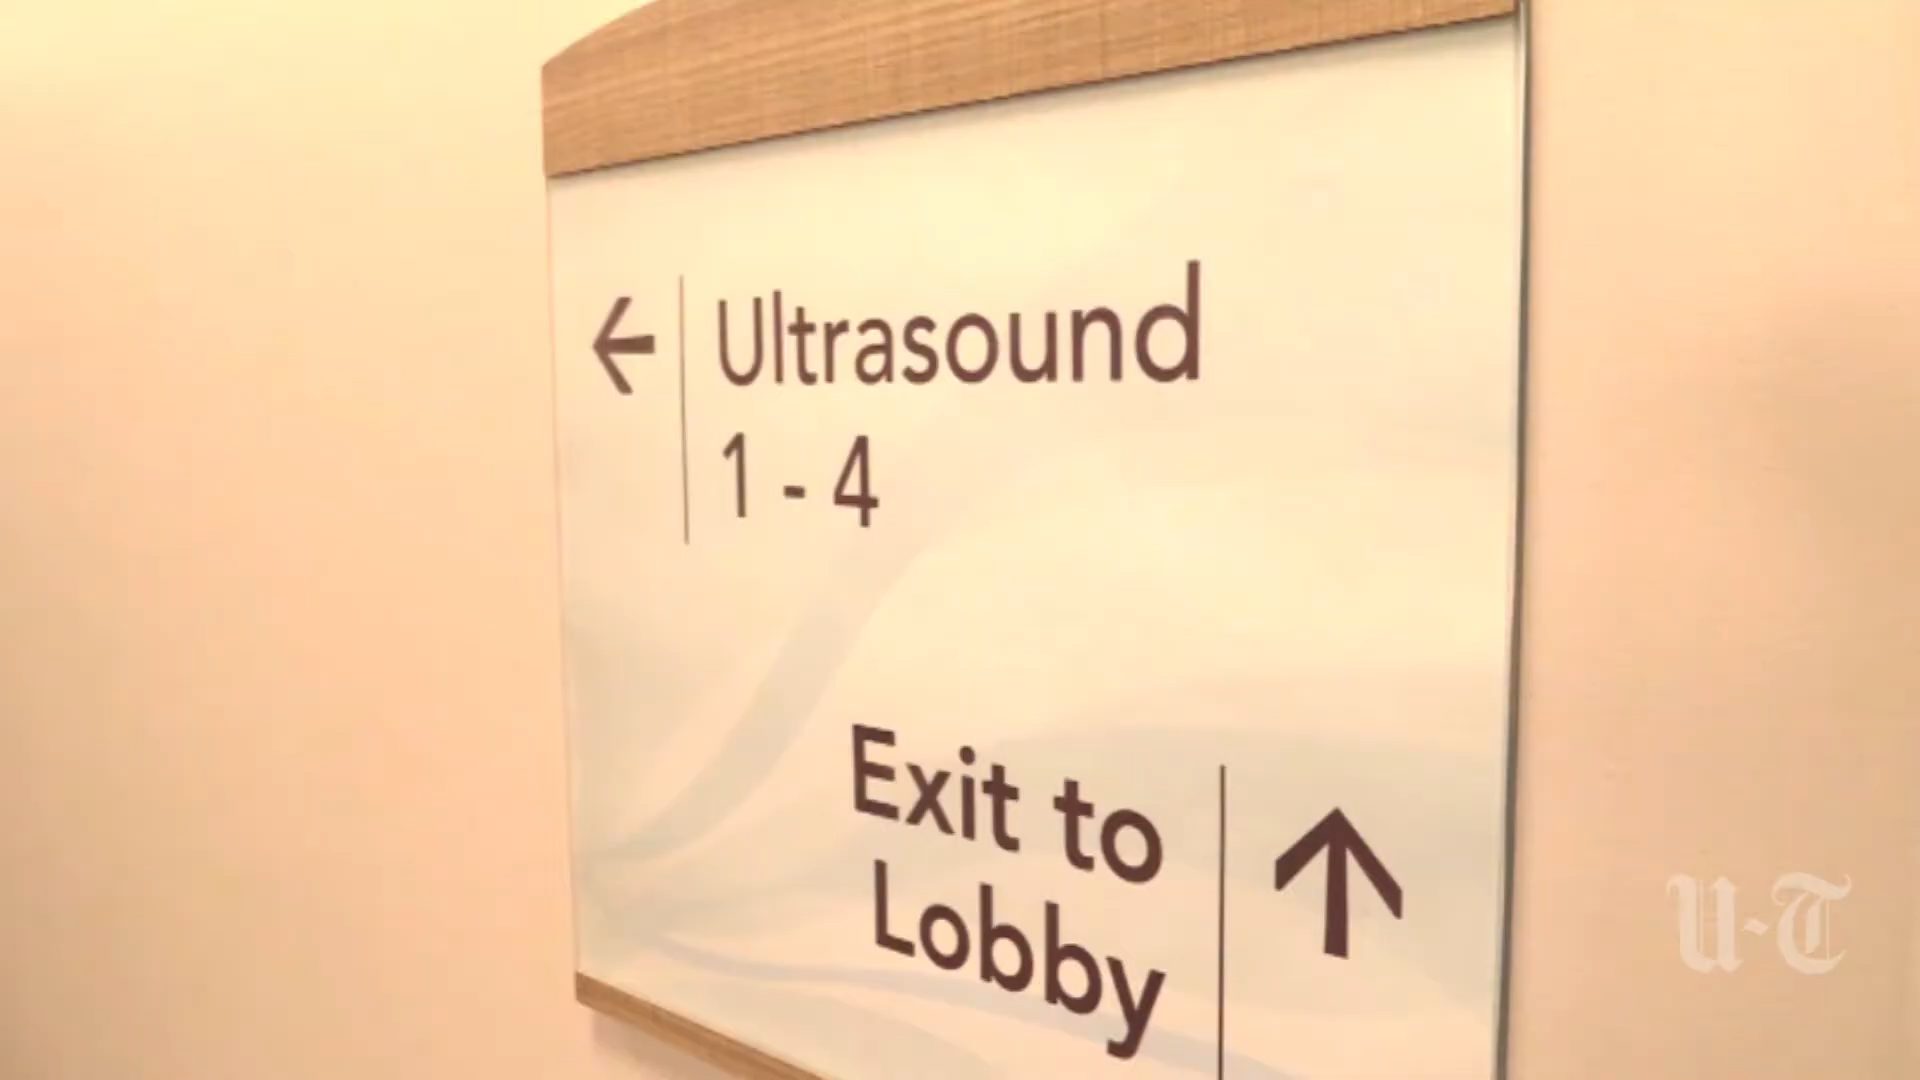 ← Ultrasound
1 - 4
Exit to ↑
Lobby
U-T